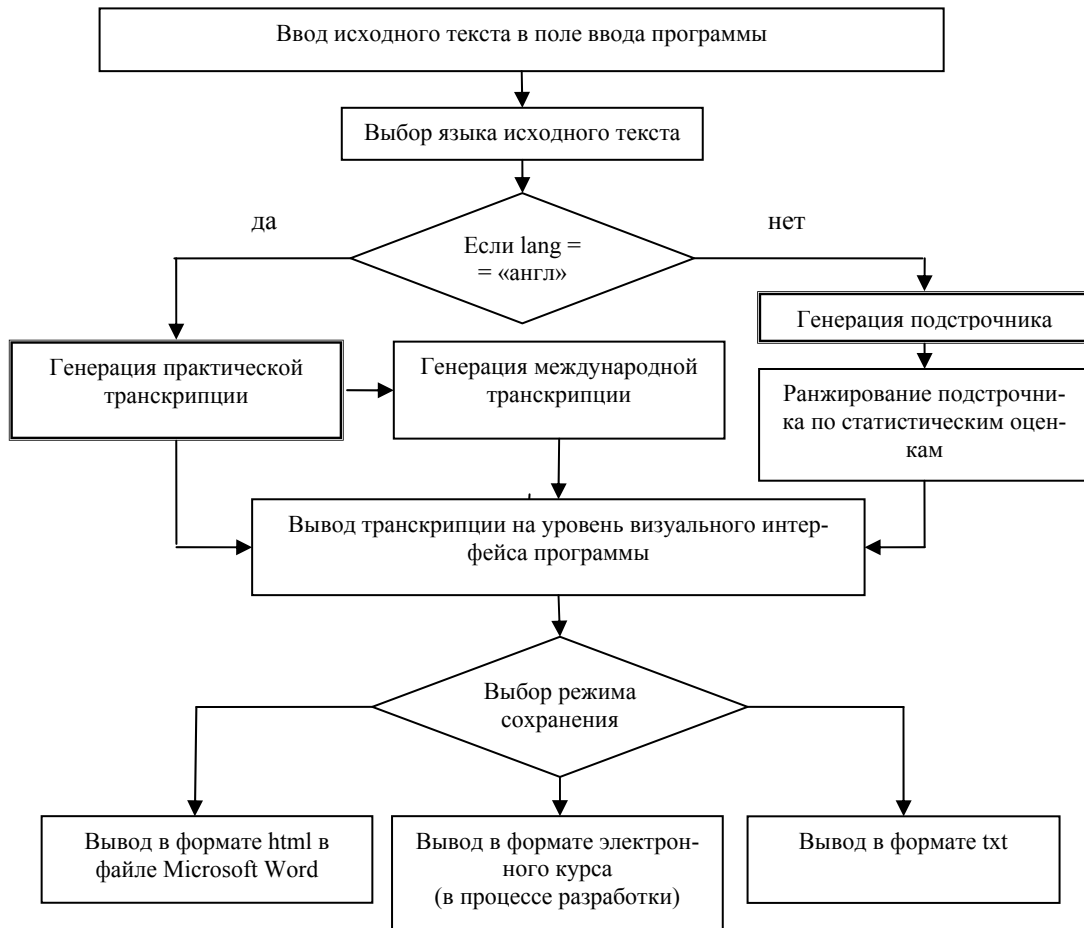 Ввод исходного текста в поле ввода программы
Выбор языка исходного текста
да
нет
Если lang =
= «англ»
Генерация подстрочника
Генерация практической
транскрипции
Генерация международной
транскрипции
Ранжирование подстрочни-
ка по статистическим оцен-
кам
Вывод транскрипции на уровень визуального интер-
фейса программы
Выбор режима
сохранения
Вывод в формате html в
файле Microsoft Word
Вывод в формате электрон-
ного курса
(в процессе разработки)
Вывод в формате txt